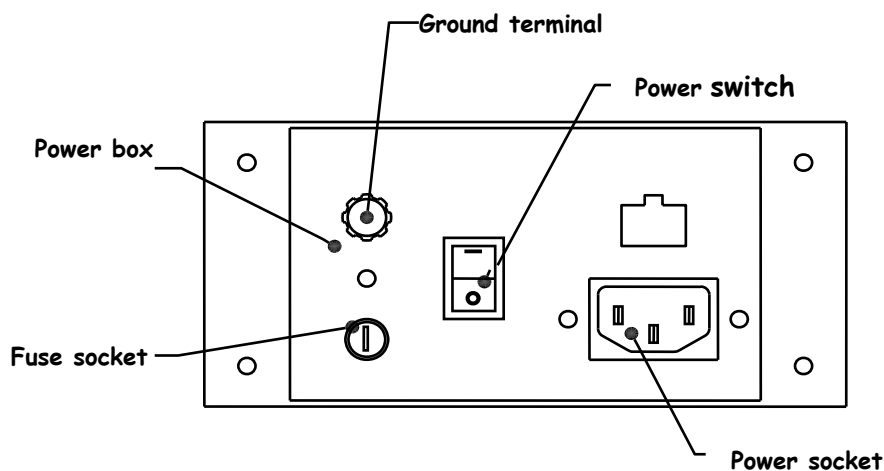 Ground terminal
Power switch
Power box
Fuse socket
Power socket